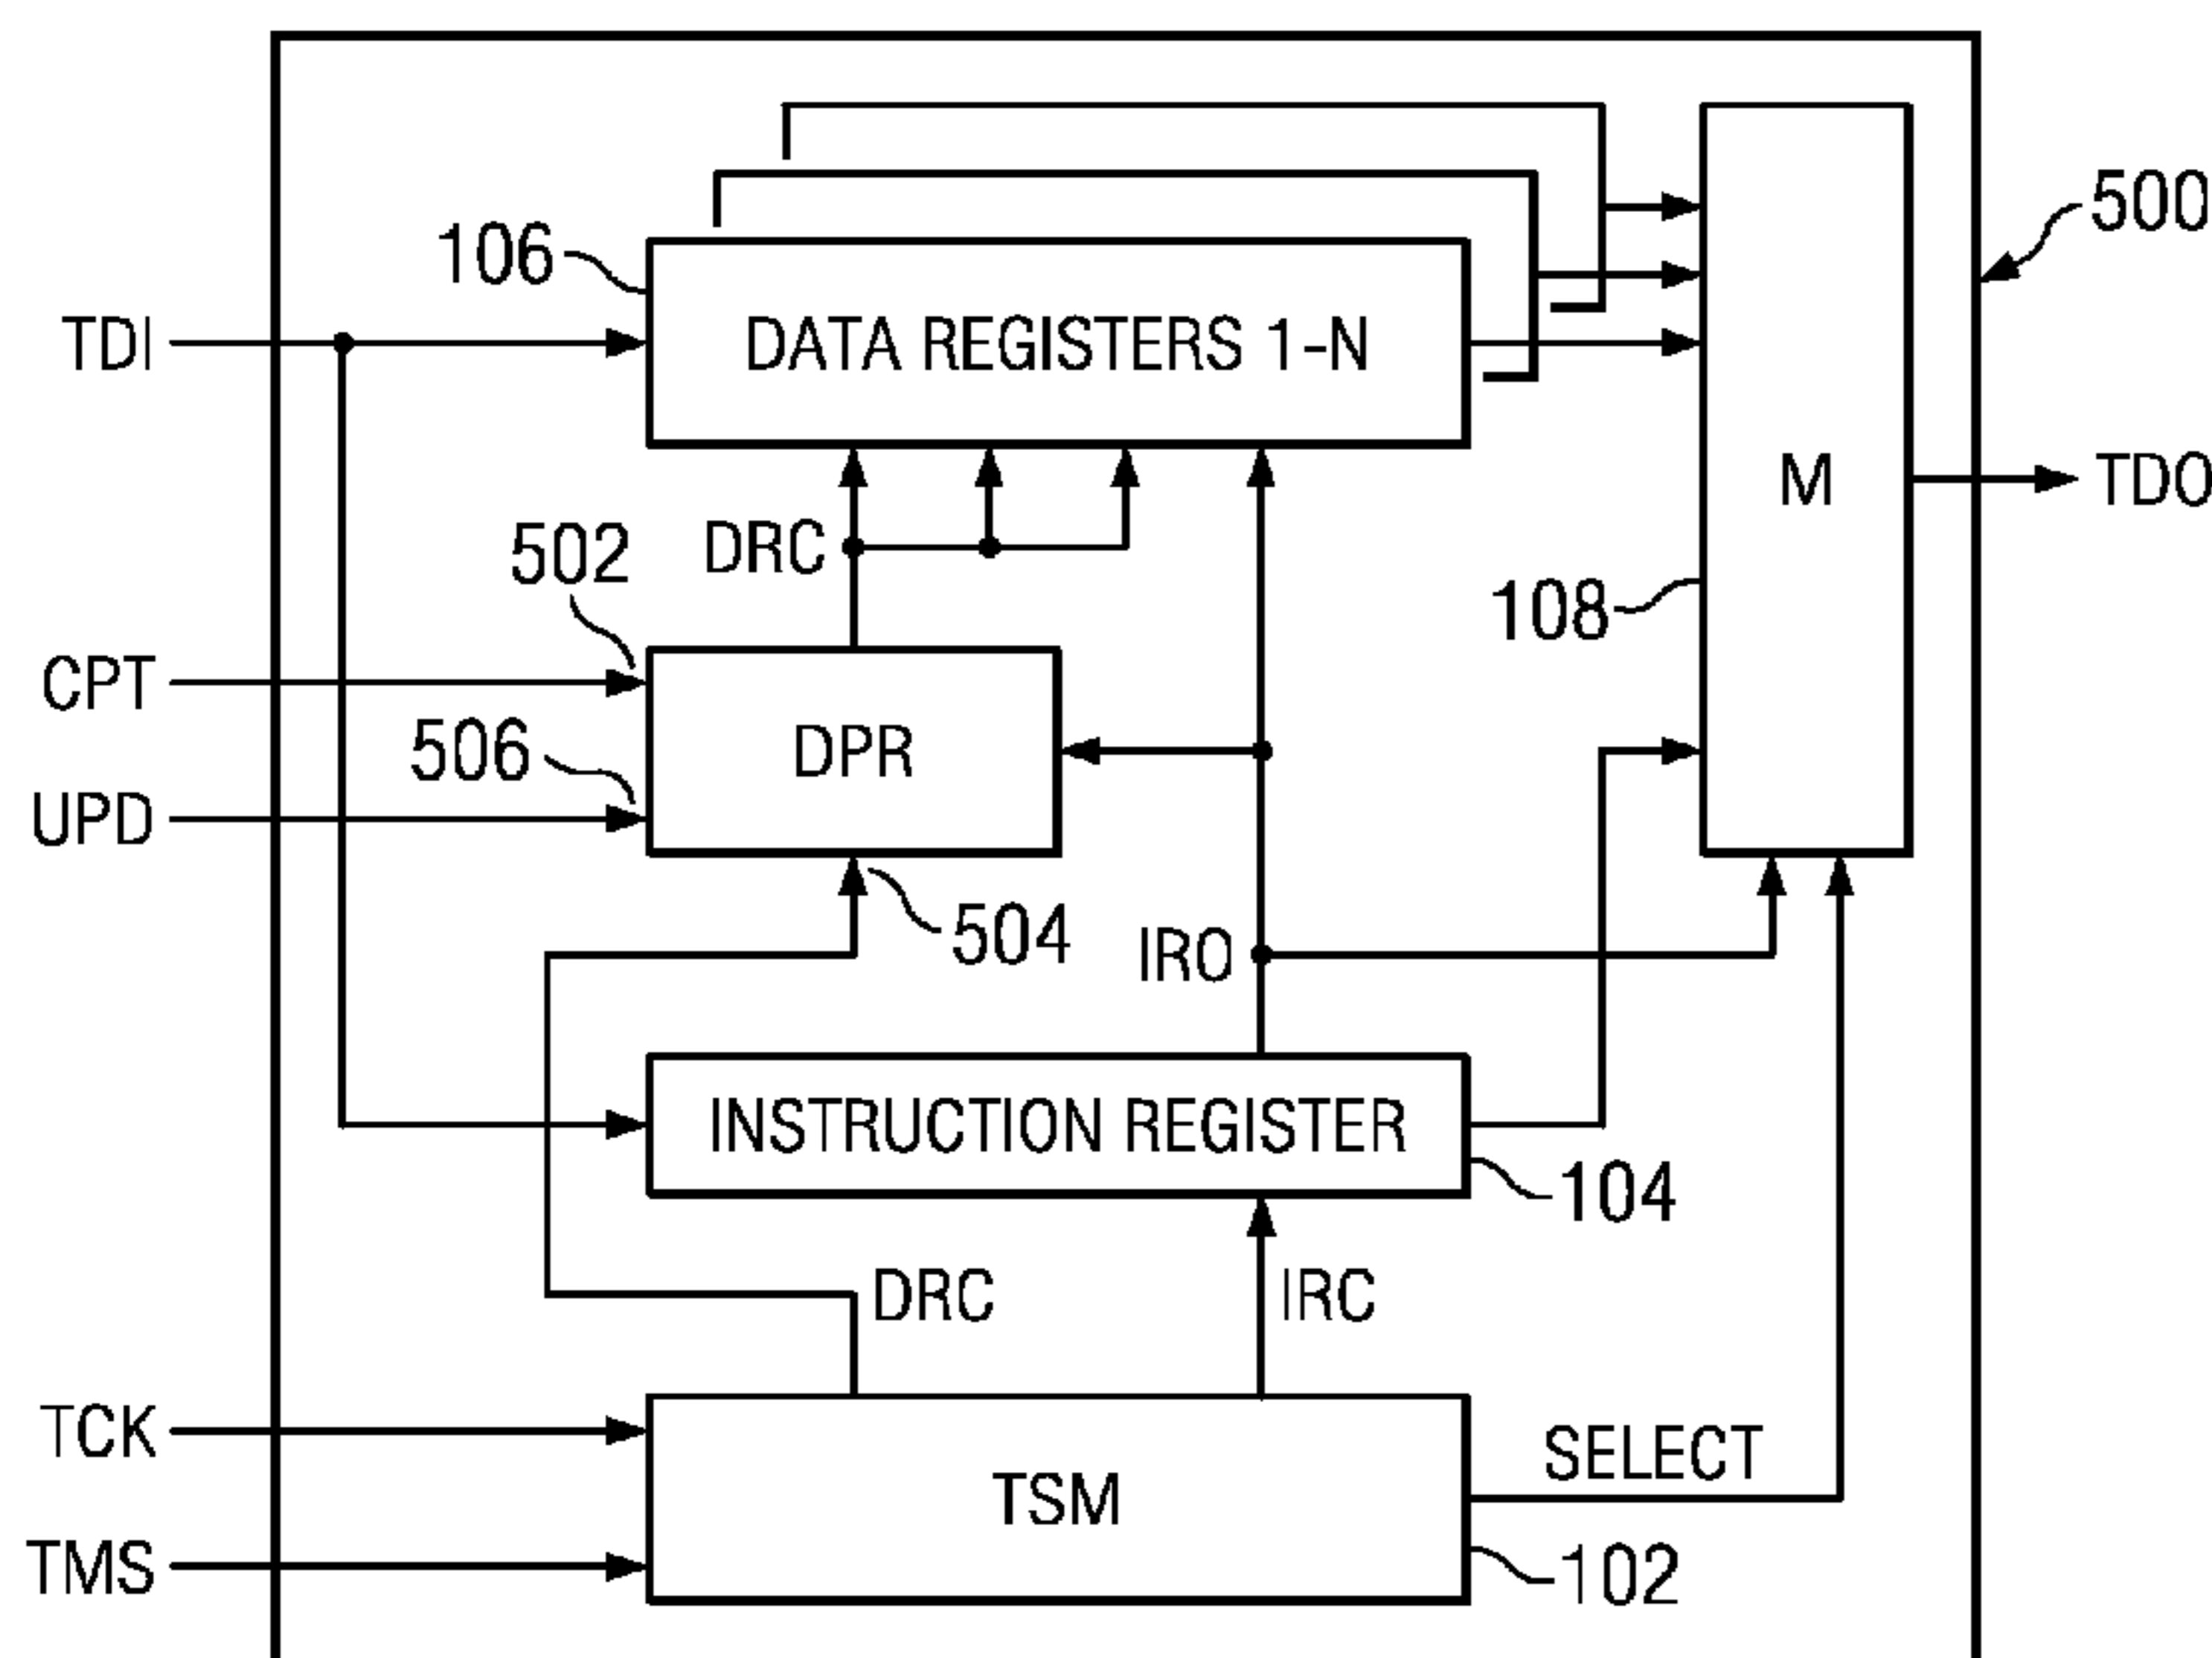 500
106
TDI
DATA REGISTERS 1-N
M
TDO
502
DRC
108
CPT
DPR
506
UPD
504
IRO
INSTRUCTION REGISTER
104
DRC
IRC
TCK
SELECT
TSM
TMS
102